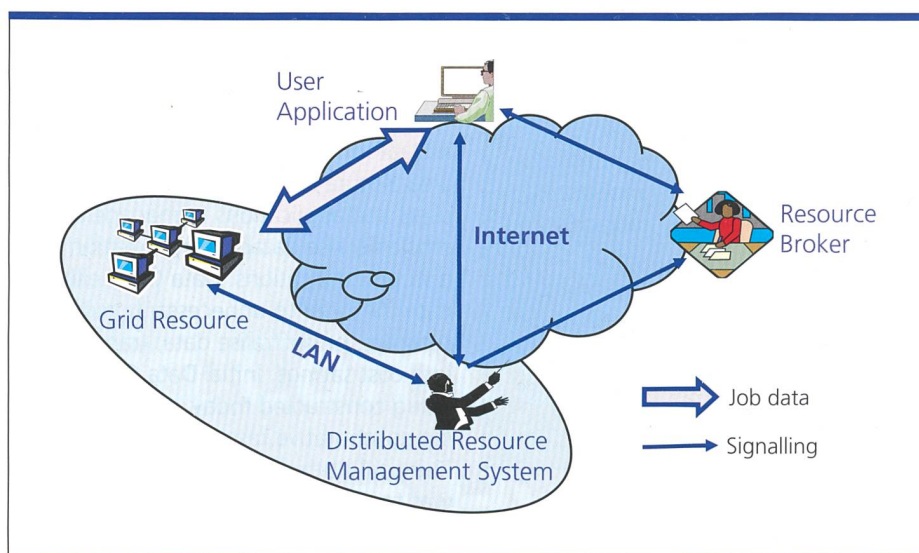 User
Application
Internet
Resource
Broker
Grid Resource
LAN
Distributed Resource
Management System
Job data
Signalling